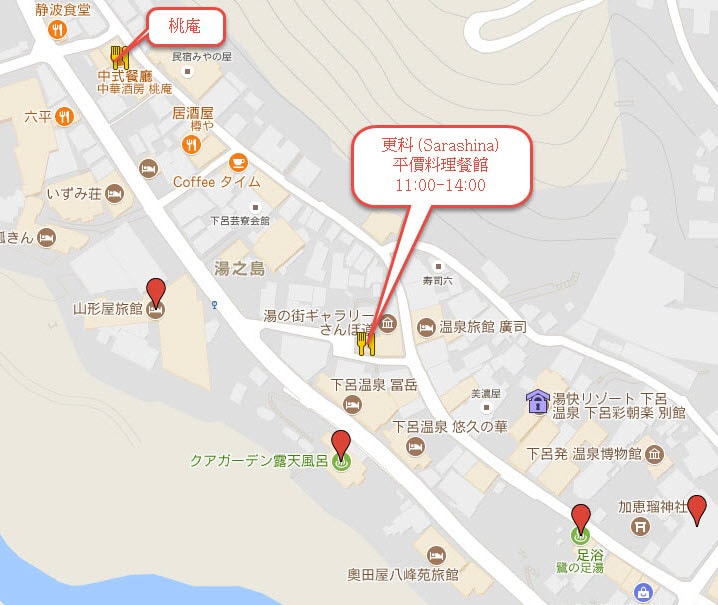 静波食堂
桃庵
民宿みやの屋
中式餐廳
中華酒房 桃庵
六平
居酒屋
樽や
更科 (Sarashina)
平價料理餐館
11:00-14:00
Coffee タイム
いずみ荘
下呂芸寮会館
狐きん
湯之島
寿司六
山形屋旅館
湯の街ギャラリー
さんぽ道
温泉旅館 廣司
下呂温泉 冨岳
美濃屋
湯快リゾート 下呂
温泉 下呂彩朝楽 別館
下呂温泉 悠久の華
クアガーデン露天風呂
下呂発 温泉博物館
加恵瑠神社
足浴
鷺の足湯
奧田屋八峰苑旅館